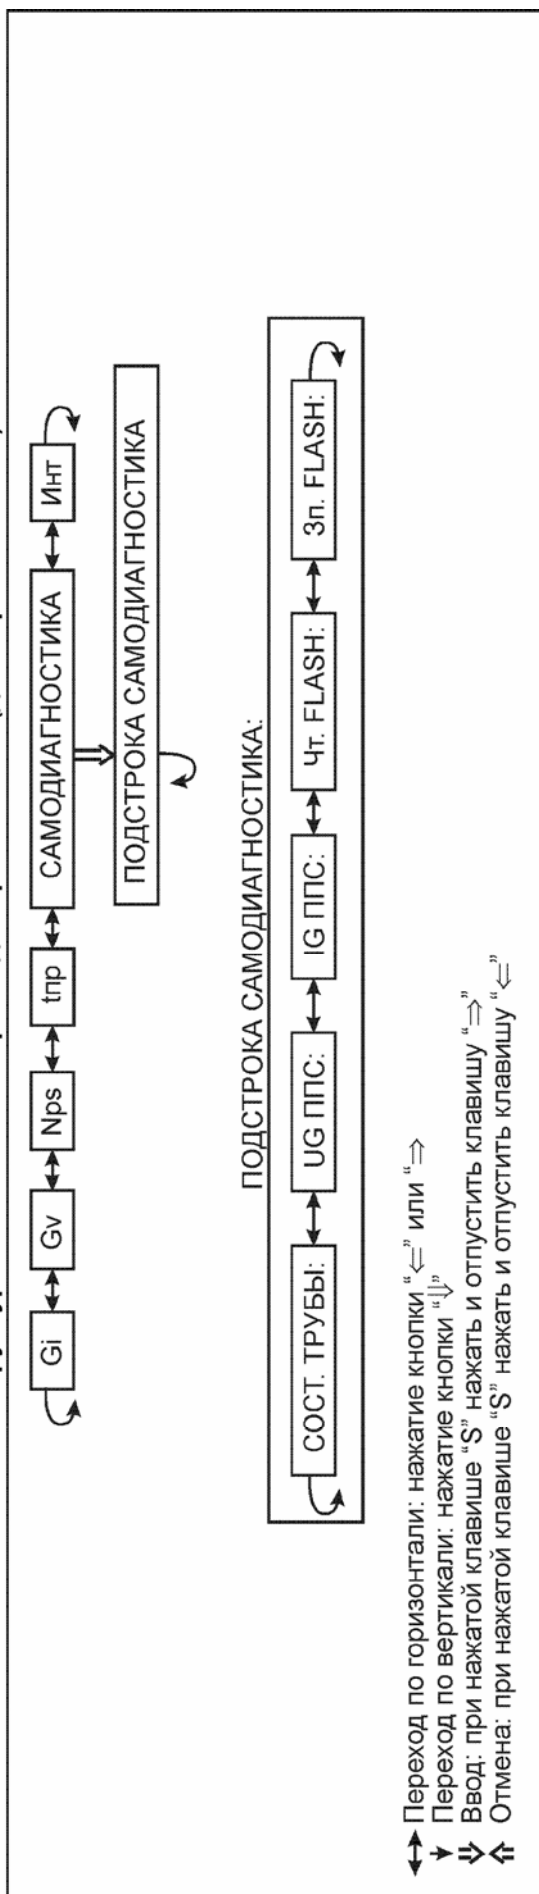 Gi
Gv
Nps
tпр
САМОДИАГНОСТИКА
Инт
ПОДСТРОКА САМОДИАГНОСТИКА
ПОДСТРОКА САМОДИАГНОСТИКА:
СОСТ. ТРУБЫ:
UG ППС:
IG ППС:
Чт. FLASH:
Зп. FLASH:
Переход по горизонтали: нажатие кнопки “⇐” или “⇒
Переход по вертикали: нажатие кнопки “⇓”
Ввод: при нажатой клавише “S” нажать и отпустить клавишу “⇒”
Отмена: при нажатой клавише “S” нажать и отпустить клавишу “⇐”